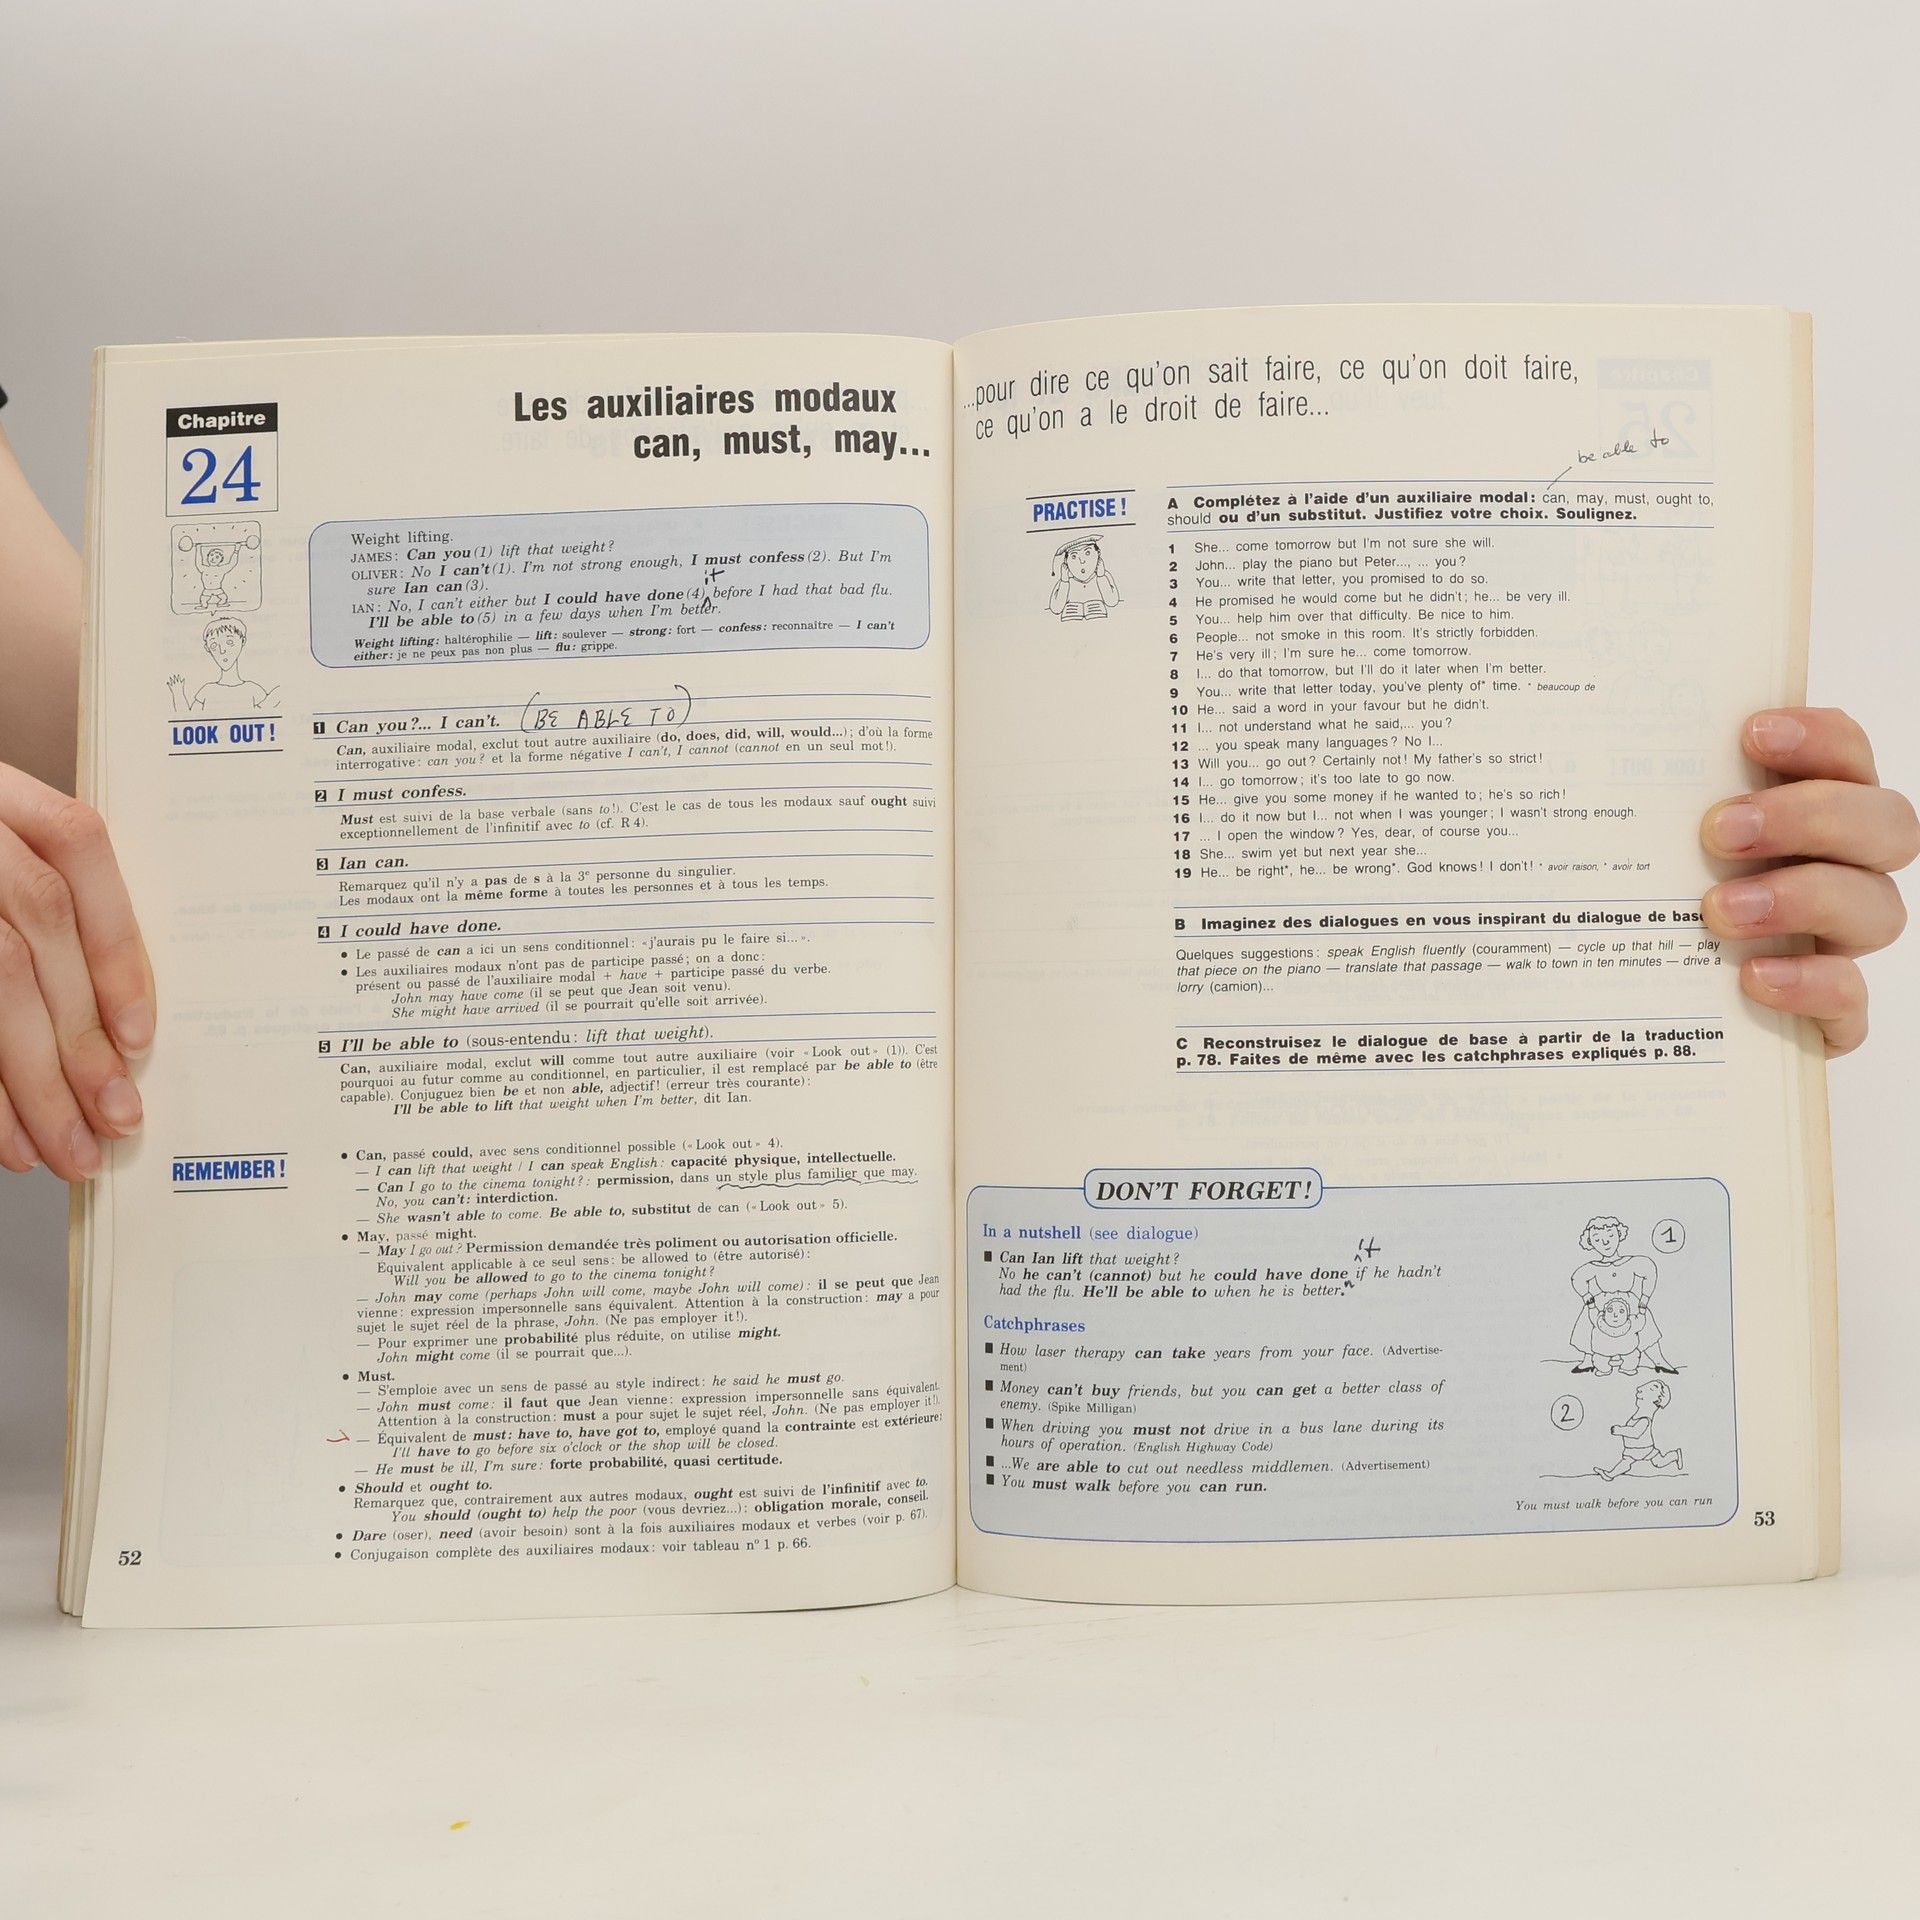 Chapitre
24
Les auxiliaires modaux
can, must, may...
Weight lifting.
JAMES: Can you (1) lift that weight?
OLIVER: No I can't (1). I'm not strong enough, I must confess (2). But I'm
sure Ian can (3).
it
IAN: No, I can't either but I could have done (4) before I had that bad flu.
I'll be able to (5) in a few days when I'm better.
Weight lifting: haltérophilie — lift: soulever — strong: fort — confess: reconnaître — I can't
either: je ne peux pas non plus — flu: grippe.
LOOK OUT!
1 Can you?... I can't. (BE ABLE TO)
Can, auxiliaire modal, exclut tout autre auxiliaire (do, does, did, will, would...); d'où la forme
interrogative: can you? et la forme négative I can't, I cannot (cannot en un seul mot!).
2 I must confess.
Must est suivi de la base verbale (sans to!). C'est le cas de tous les modaux sauf ought suivi
exceptionnellement de l'infinitif avec to (cf. R 4).
3 Ian can.
Remarquez qu'il n'y a pas de s à la 3e personne du singulier.
Les modaux ont la même forme à toutes les personnes et à tous les temps.
4 I could have done.
• Le passé de can a ici un sens conditionnel: «j'aurais pu le faire si...».
• Les auxiliaires modaux n'ont pas de participe passé; on a donc:
présent ou passé de l'auxiliaire modal + have + participe passé du verbe.
John may have come (il se peut que Jean soit venu).
She might have arrived (il se pourrait qu'elle soit arrivée).
5 I'll be able to (sous-entendu: lift that weight).
Can, auxiliaire modal, exclut will comme tout autre auxiliaire (voir «Look out» (1)). C'est
pourquoi au futur comme au conditionnel, en particulier, il est remplacé par be able to (être
capable). Conjuguez bien be et non able, adjectif! (erreur très courante):
I'll be able to lift that weight when I'm better, dit Ian.
REMEMBER!
• Can, passé could, avec sens conditionnel possible («Look out» 4).
— I can lift that weight / I can speak English: capacité physique, intellectuelle.
— Can I go to the cinema tonight?: permission, dans un style plus familier que may.
No, you can't: interdiction.
— She wasn't able to come. Be able to, substitut de can («Look out» 5).
• May, passé might.
— May I go out? Permission demandée très poliment ou autorisation officielle.
Équivalent applicable à ce seul sens: be allowed to (être autorisé):
Will you be allowed to go to the cinema tonight?
— John may come (perhaps John will come, maybe John will come): il se peut que Jean
vienne: expression impersonnelle sans équivalent. Attention à la construction: may a pour
sujet le sujet réel de la phrase, John. (Ne pas employer it!).
— Pour exprimer une probabilité plus réduite, on utilise might.
John might come (il se pourrait que...).
• Must.
— S'emploie avec un sens de passé au style indirect: he said he must go.
— John must come: il faut que Jean vienne: expression impersonnelle sans équivalent.
Attention à la construction: must a pour sujet le sujet réel, John. (Ne pas employer it!).
— Équivalent de must: have to, have got to, employé quand la contrainte est extérieure:
I'll have to go before six o'clock or the shop will be closed.
— He must be ill, I'm sure: forte probabilité, quasi certitude.
• Should et ought to.
Remarquez que, contrairement aux autres modaux, ought est suivi de l'infinitif avec to.
You should (ought to) help the poor (vous devriez...): obligation morale, conseil.
• Dare (oser), need (avoir besoin) sont à la fois auxiliaires modaux et verbes (voir p. 67).
• Conjugaison complète des auxiliaires modaux: voir tableau n° 1 p. 66.
52
...pour dire ce qu'on sait faire, ce qu'on doit faire,
ce qu'on a le droit de faire...
be able to
PRACTISE!
A Complétez à l'aide d'un auxiliaire modal: can, may, must, ought to,
should ou d'un substitut. Justifiez votre choix. Soulignez.
1 She... come tomorrow but I'm not sure she will.
2 John... play the piano but Peter..., ... you?
3 You... write that letter, you promised to do so.
4 He promised he would come but he didn't; he... be very ill.
5 You... help him over that difficulty. Be nice to him.
6 People... not smoke in this room. It's strictly forbidden.
7 He's very ill; I'm sure he... come tomorrow.
8 I... do that tomorrow, but I'll do it later when I'm better.
9 You... write that letter today, you've plenty of* time. * beaucoup de
10 He... said a word in your favour but he didn't.
11 I... not understand what he said,... you?
12 ... you speak many languages? No I...
13 Will you... go out? Certainly not! My father's so strict!
14 I... go tomorrow; it's too late to go now.
15 He... give you some money if he wanted to; he's so rich!
16 I... do it now but I... not when I was younger; I wasn't strong enough.
17 ... I open the window? Yes, dear, of course you...
18 She... swim yet but next year she...
19 He... be right*, he... be wrong*. God knows! I don't! * avoir raison, * avoir tort
B Imaginez des dialogues en vous inspirant du dialogue de base
Quelques suggestions: speak English fluently (couramment) — cycle up that hill — play
that piece on the piano — translate that passage — walk to town in ten minutes — drive a
lorry (camion)...
C Reconstruisez le dialogue de base à partir de la traduction
p. 78. Faites de même avec les catchphrases expliqués p. 88.
DON'T FORGET!
In a nutshell (see dialogue)
■ Can Ian lift that weight?
it
No he can't (cannot) but he could have done if he hadn't
had the flu. He'll be able to when he is better.
Catchphrases
■ How laser therapy can take years from your face. (Advertise-
ment)
■ Money can't buy friends, but you can get a better class of
enemy. (Spike Milligan)
■ When driving you must not drive in a bus lane during its
hours of operation. (English Highway Code)
■ ...We are able to cut out needless middlemen. (Advertisement)
■ You must walk before you can run.
1
2
You must walk before you can run
53